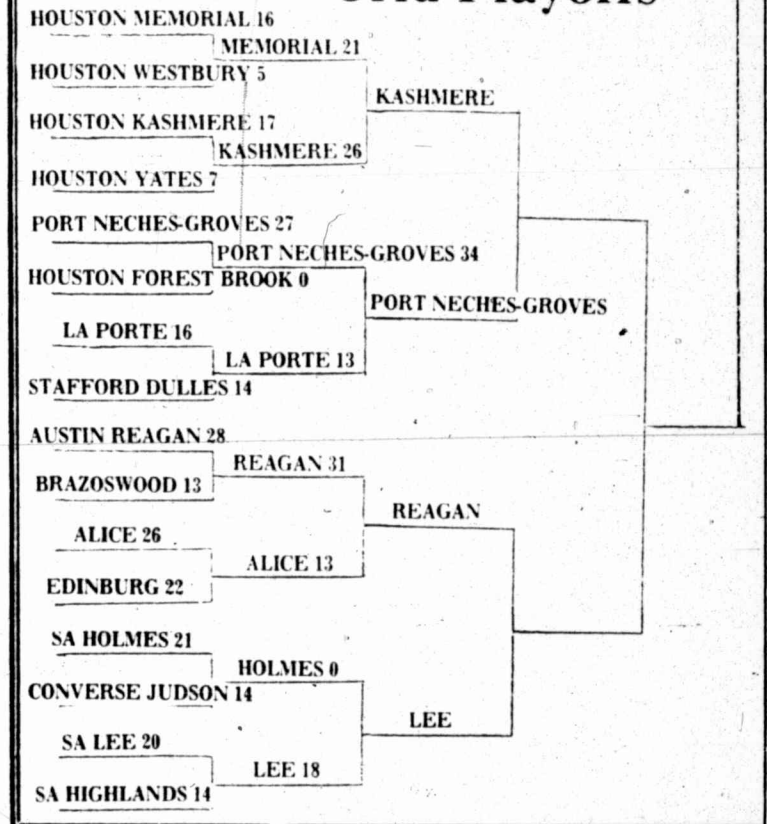 Playoffs
HOUSTON MEMORIAL 16
MEMORIAL 21
HOUSTON WESTBURY 5
KASHMERE
HOUSTON KASHMERE 17
KASHMERE 26
HOUSTON YATES 7
PORT NECHES-GROVES 27
PORT NECHES-GROVES 34
HOUSTON FOREST BROOK 0
PORT NECHES-GROVES
LA PORTE 16
LA PORTE 13
STAFFORD DULLES 14
AUSTIN REAGAN 28
REAGAN 31
BRAZOSWOOD 13
REAGAN
ALICE 26
ALICE 13
EDINBURG 22
SA HOLMES 21
HOLMES 0
CONVERSE JUDSON 14
LEE
SA LEE 20
LEE 18
SA HIGHLANDS 14